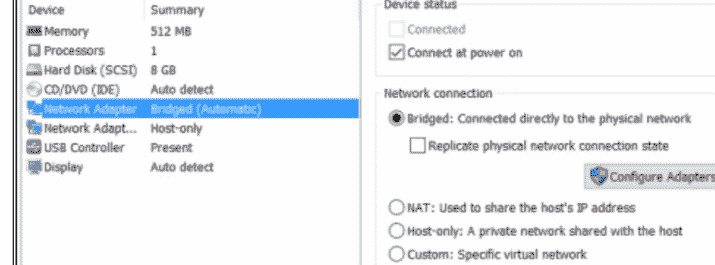 Device Summary
Memory 512 MB
Processors 1
Hard Disk (SCSI) 8 GB
CD/DVD (IDE) Auto detect
Network Adapter Bridged (Automatic)
Network Adapt... Host-only
USB Controller Present
Display Auto detect
Device status
Connected
Connect at power on
Network connection
Bridged: Connected directly to the physical network
Replicate physical network connection state
Configure Adapters
NAT: Used to share the host's IP address
Host-only: A private network shared with the host
Custom: Specific virtual network